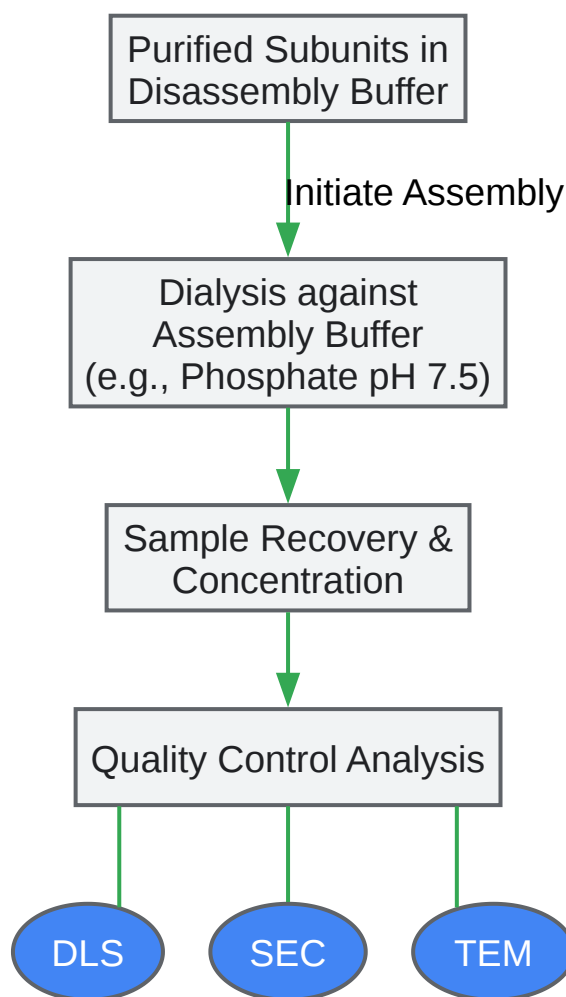 Purified Subunits in
Disassembly Buffer
Initiate Assembly
Dialysis against
Assembly Buffer
(e.g., Phosphate pH 7.5)
Sample Recovery &
Concentration
Quality Control Analysis
DLS
SEC
TEM